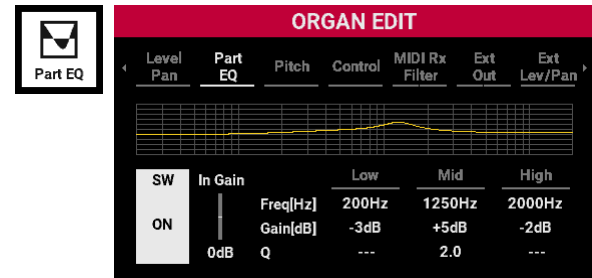 Part EQ
ORGAN EDIT
Level Pan Part EQ Pitch Control MIDI Rx Filter Ext Out Ext Lev/Pan
SW In Gain Low Mid High
Freq[Hz] 200Hz 1250Hz 2000Hz
ON Gain[dB] -3dB +5dB -2dB
0dB Q --- 2.0 ---